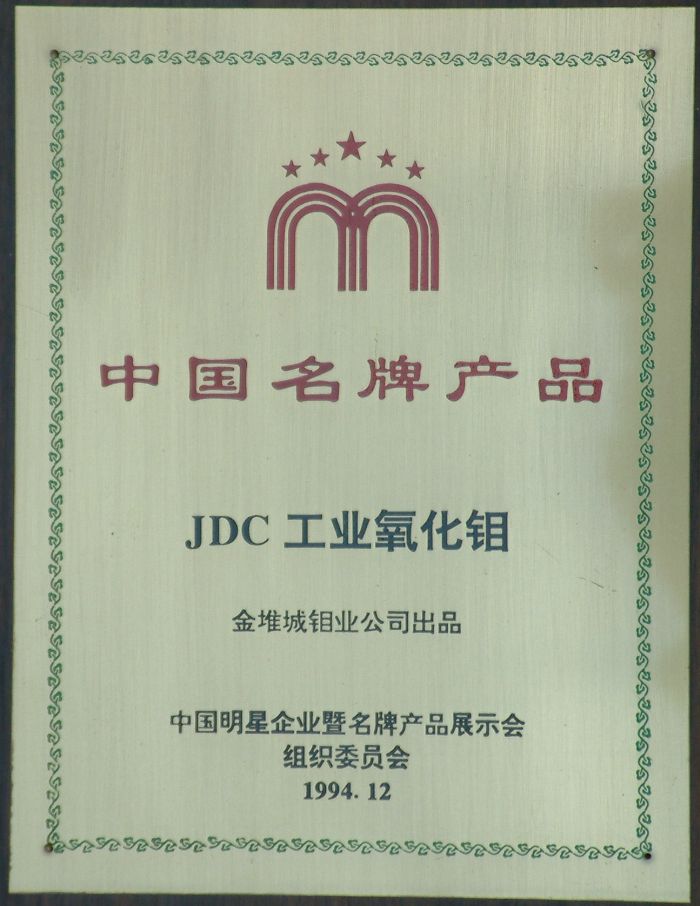 中国名牌产品
JDC 工业氧化钼
金堆城钼业公司出品
中国明星企业暨名牌产品展示会
组织委员会
1994.12